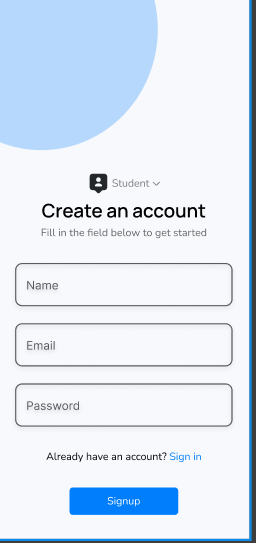 Student
Create an account
Fill in the field below to get started
Name
Email
Password
Already have an account? Sign in
Signup